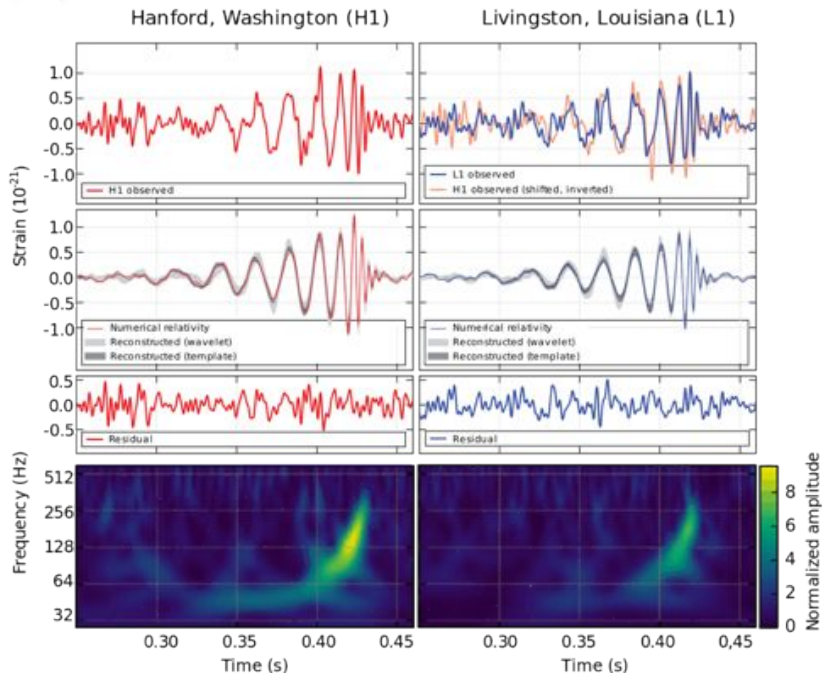 Hanford, Washington (H1)
Livingston, Louisiana (L1)
Strain (10⁻²¹)
1.0
0.5
0.0
-0.5
-1.0
H1 observed
L1 observed
H1 observed (shifted, inverted)
1.0
0.5
0.0
-0.5
-1.0
Numerical relativity
Reconstructed (wavelet)
Reconstructed (template)
Numerical relativity
Reconstructed (wavelet)
Reconstructed (template)
0.5
0.0
-0.5
Residual
Residual
Frequency (Hz)
512
256
128
64
32
0.30 0.35 0.40 0.45
Time (s)
0.30 0.35 0.40 0,45
Time (s)
8
6
4
2
0
Normalized amplitude